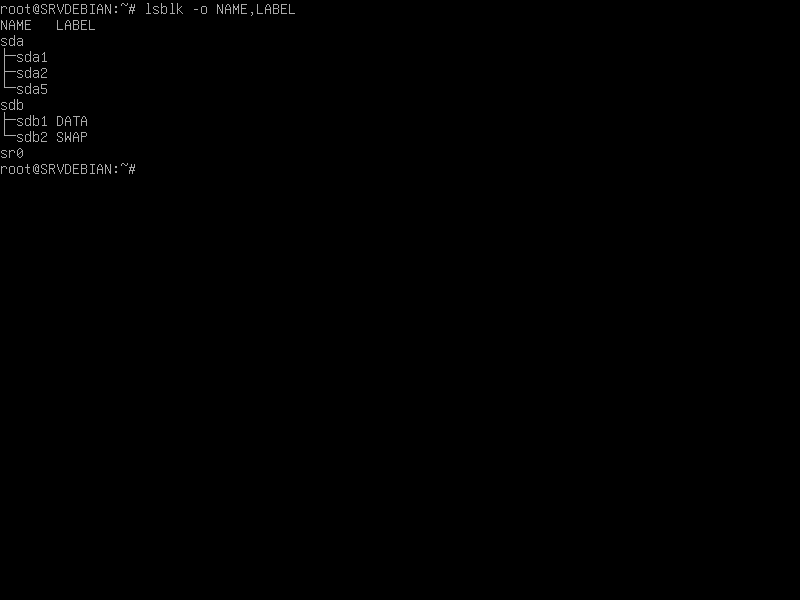 root@SRVDEBIAN:~# lsblk -o NAME,LABEL
NAME   LABEL
sda
├─sda1
├─sda2
└─sda5
sdb
├─sdb1 DATA
└─sdb2 SWAP
sr0
root@SRVDEBIAN:~#